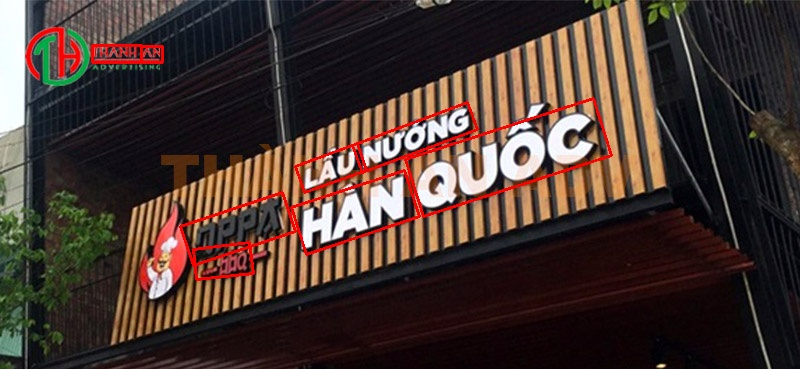 THANH AN
ADVERTISING
LẨU NƯỚNG
HÀN QUỐC
OPPA
BBQ